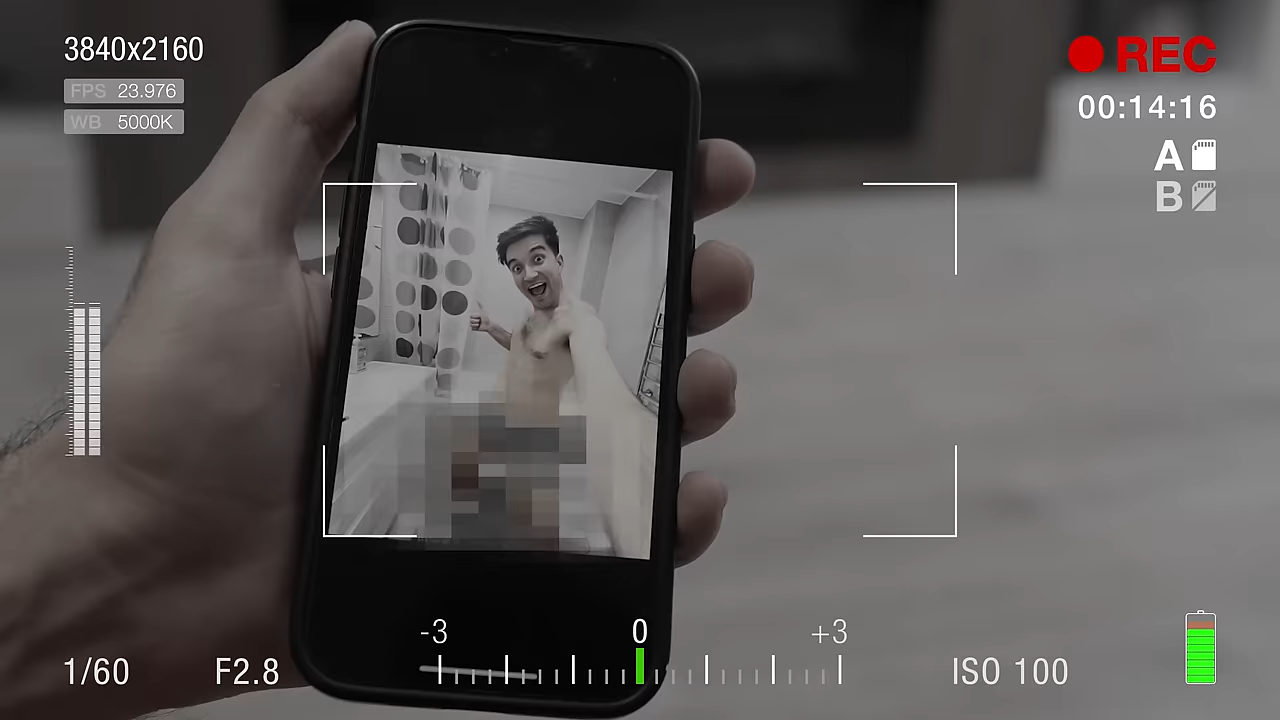 3840x2160
FPS 23.976
WB 5000K
REC
00:14:16
A
B
-3 0 +3
1/60 F2.8 ISO 100